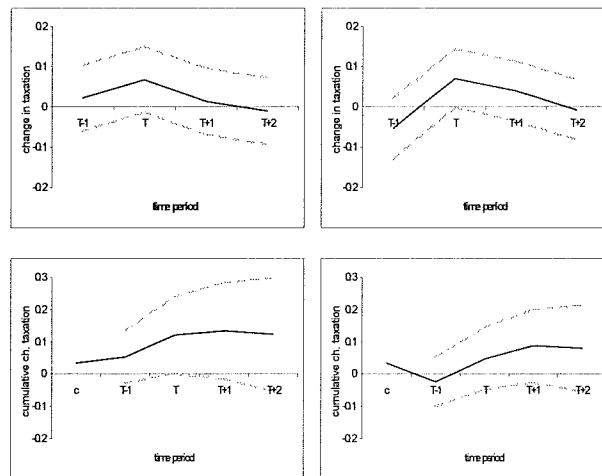 0.2
0.1
0
-0.1
-0.2
change in taxation
T-1 T T+1 T+2
time period
0.2
0.1
0
-0.1
-0.2
change in taxation
T-1 T T+1 T+2
time period
0.3
0.2
0.1
0
-0.1
-0.2
cumulative ch. taxation
c T-1 T T+1 T+2
time period
0.3
0.2
0.1
0
-0.1
-0.2
cumulative ch. taxation
c T-1 T T+1 T+2
time period